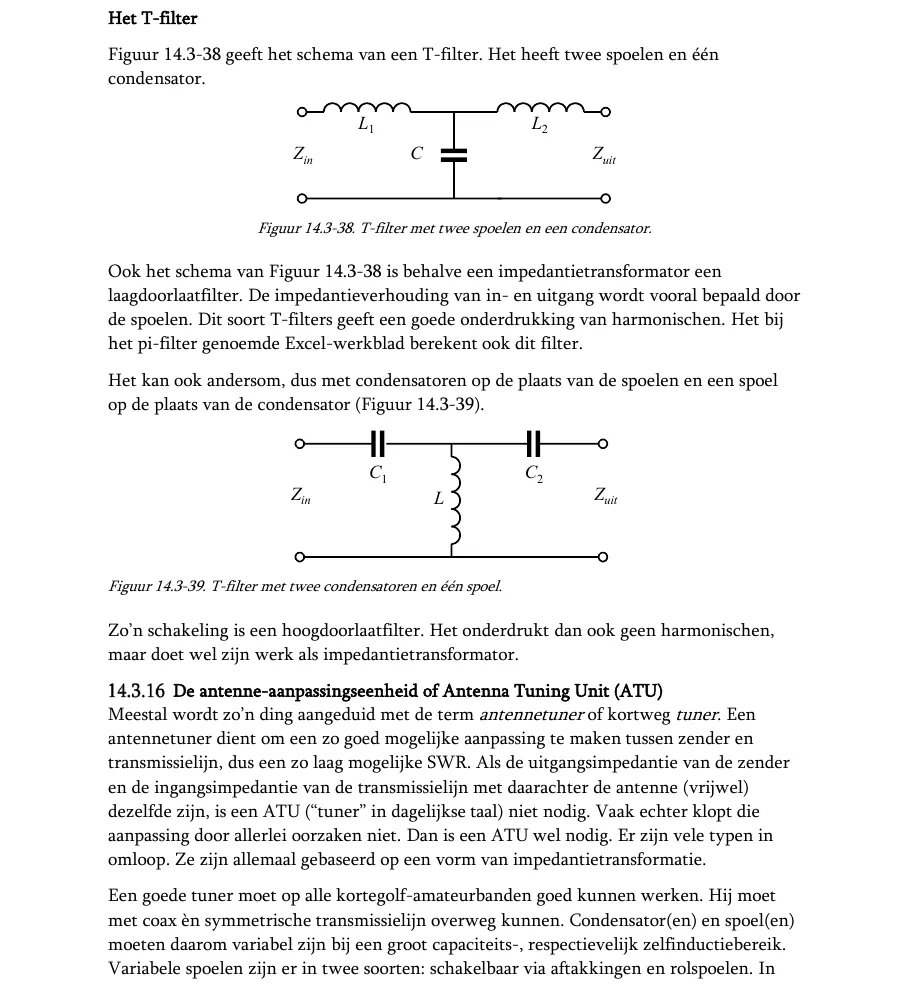 Het T-filter
Figuur 14.3-38 geeft het schema van een T-filter. Het heeft twee spoelen en één
condensator.
L1
L2
Zin
C
Zuit
Figuur 14.3-38. T-filter met twee spoelen en een condensator.
Ook het schema van Figuur 14.3-38 is behalve een impedantietransformator een
laagdoorlaatfilter. De impedantieverhouding van in- en uitgang wordt vooral bepaald door
de spoelen. Dit soort T-filters geeft een goede onderdrukking van harmonischen. Het bij
het pi-filter genoemde Excel-werkblad berekent ook dit filter.
Het kan ook andersom, dus met condensatoren op de plaats van de spoelen en een spoel
op de plaats van de condensator (Figuur 14.3-39).
C1
C2
Zin
L
Zuit
Figuur 14.3-39. T-filter met twee condensatoren en één spoel.
Zo’n schakeling is een hoogdoorlaatfilter. Het onderdrukt dan ook geen harmonischen,
maar doet wel zijn werk als impedantietransformator.
14.3.16 De antenne-aanpassingseenheid of Antenna Tuning Unit (ATU)
Meestal wordt zo’n ding aangeduid met de term antennetuner of kortweg tuner. Een
antennetuner dient om een zo goed mogelijke aanpassing te maken tussen zender en
transmissielijn, dus een zo laag mogelijke SWR. Als de uitgangsimpedantie van de zender
en de ingangsimpedantie van de transmissielijn met daarachter de antenne (vrijwel)
dezelfde zijn, is een ATU (“tuner” in dagelijkse taal) niet nodig. Vaak echter klopt die
aanpassing door allerlei oorzaken niet. Dan is een ATU wel nodig. Er zijn vele typen in
omloop. Ze zijn allemaal gebaseerd op een vorm van impedantietransformatie.
Een goede tuner moet op alle kortegolf-amateurbanden goed kunnen werken. Hij moet
met coax èn symmetrische transmissielijn overweg kunnen. Condensator(en) en spoel(en)
moeten daarom variabel zijn bij een groot capaciteits-, respectievelijk zelfinductiebereik.
Variabele spoelen zijn er in twee soorten: schakelbaar via aftakkingen en rolspoelen. In